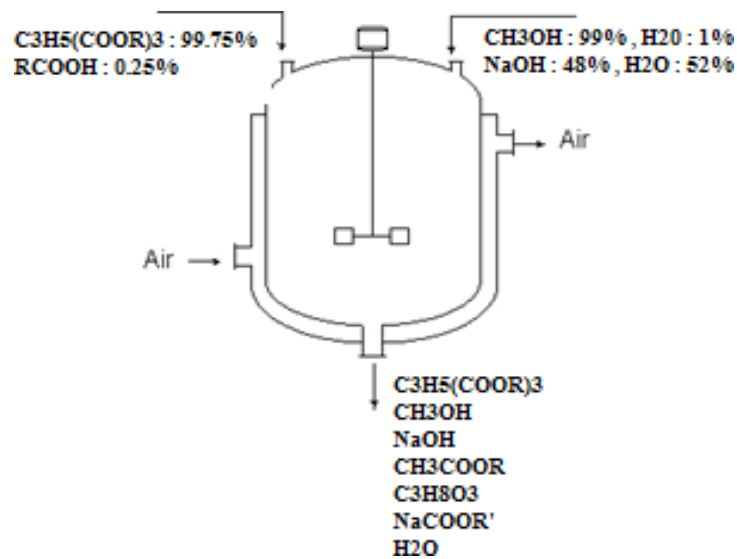 C3H5(COOR)3 : 99.75%
RCOOH : 0.25%
CH3OH : 99% , H20 : 1%
NaOH : 48% , H2O : 52%
Air
Air
C3H5(COOR)3
CH3OH
NaOH
CH3COOR
C3H8O3
NaCOOR'
H2O